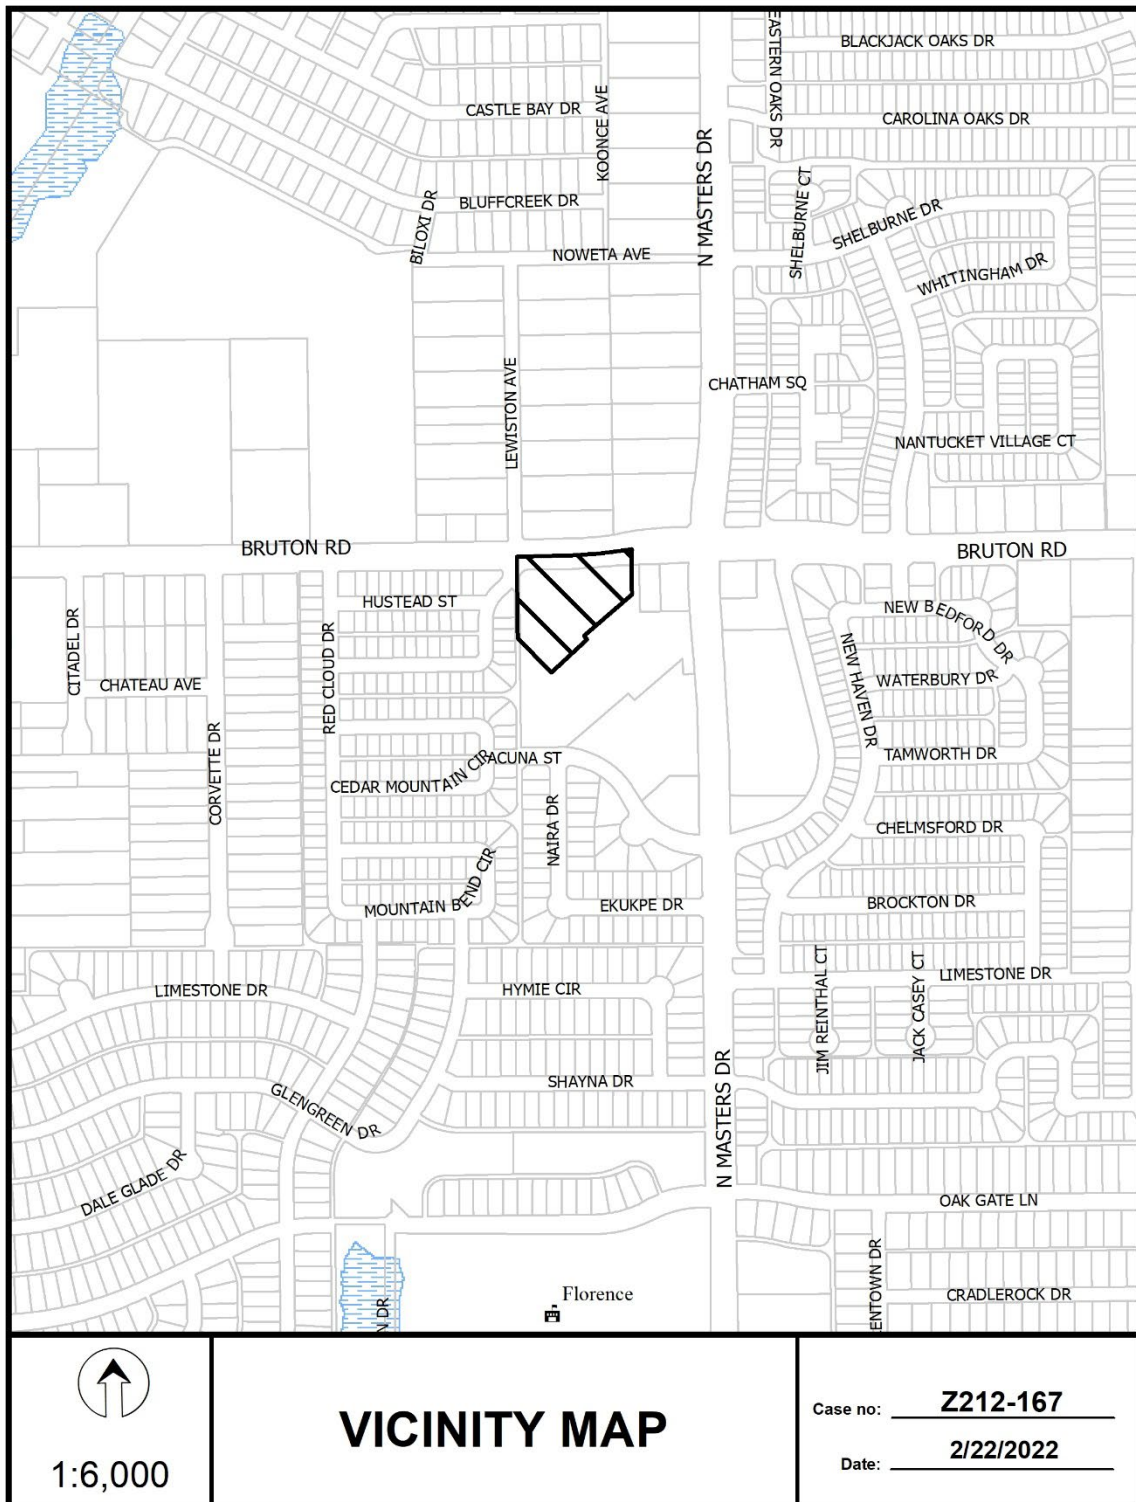 EASTERN OAKS DR
BLACKJACK OAKS DR
CASTLE BAY DR
KOONCE AVE
CAROLINA OAKS DR
N MASTERS DR
BILOXI DR
BLUFFCREEK DR
SHELBURNE CT
SHELBURNE DR
NOWETA AVE
WHITINGHAM DR
LEWISTON AVE
CHATHAM SQ
NANTUCKET VILLAGE CT
BRUTON RD
BRUTON RD
HUSTEAD ST
NEW BEDFORD DR
CITADEL DR
RED CLOUD DR
NEW HAVEN DR
CHATEAU AVE
WATERBURY DR
CORVETTE DR
ACUNA ST
TAMWORTH DR
CEDAR MOUNTAIN CIR
NAIRA DR
CHELMSFORD DR
MOUNTAIN BEND CIR
EKUKPE DR
BROCKTON DR
LIMESTONE DR
HYMIE CIR
JIM REINTHAL CT
JACK CASEY CT
LIMESTONE DR
SHAYNA DR
GLENGREEN DR
N MASTERS DR
DALE GLADE DR
OAK GATE LN
N DR
Florence
ENTOWN DR
CRADLEROCK DR
1:6,000
VICINITY MAP
Case no: Z212-167
Date: 2/22/2022